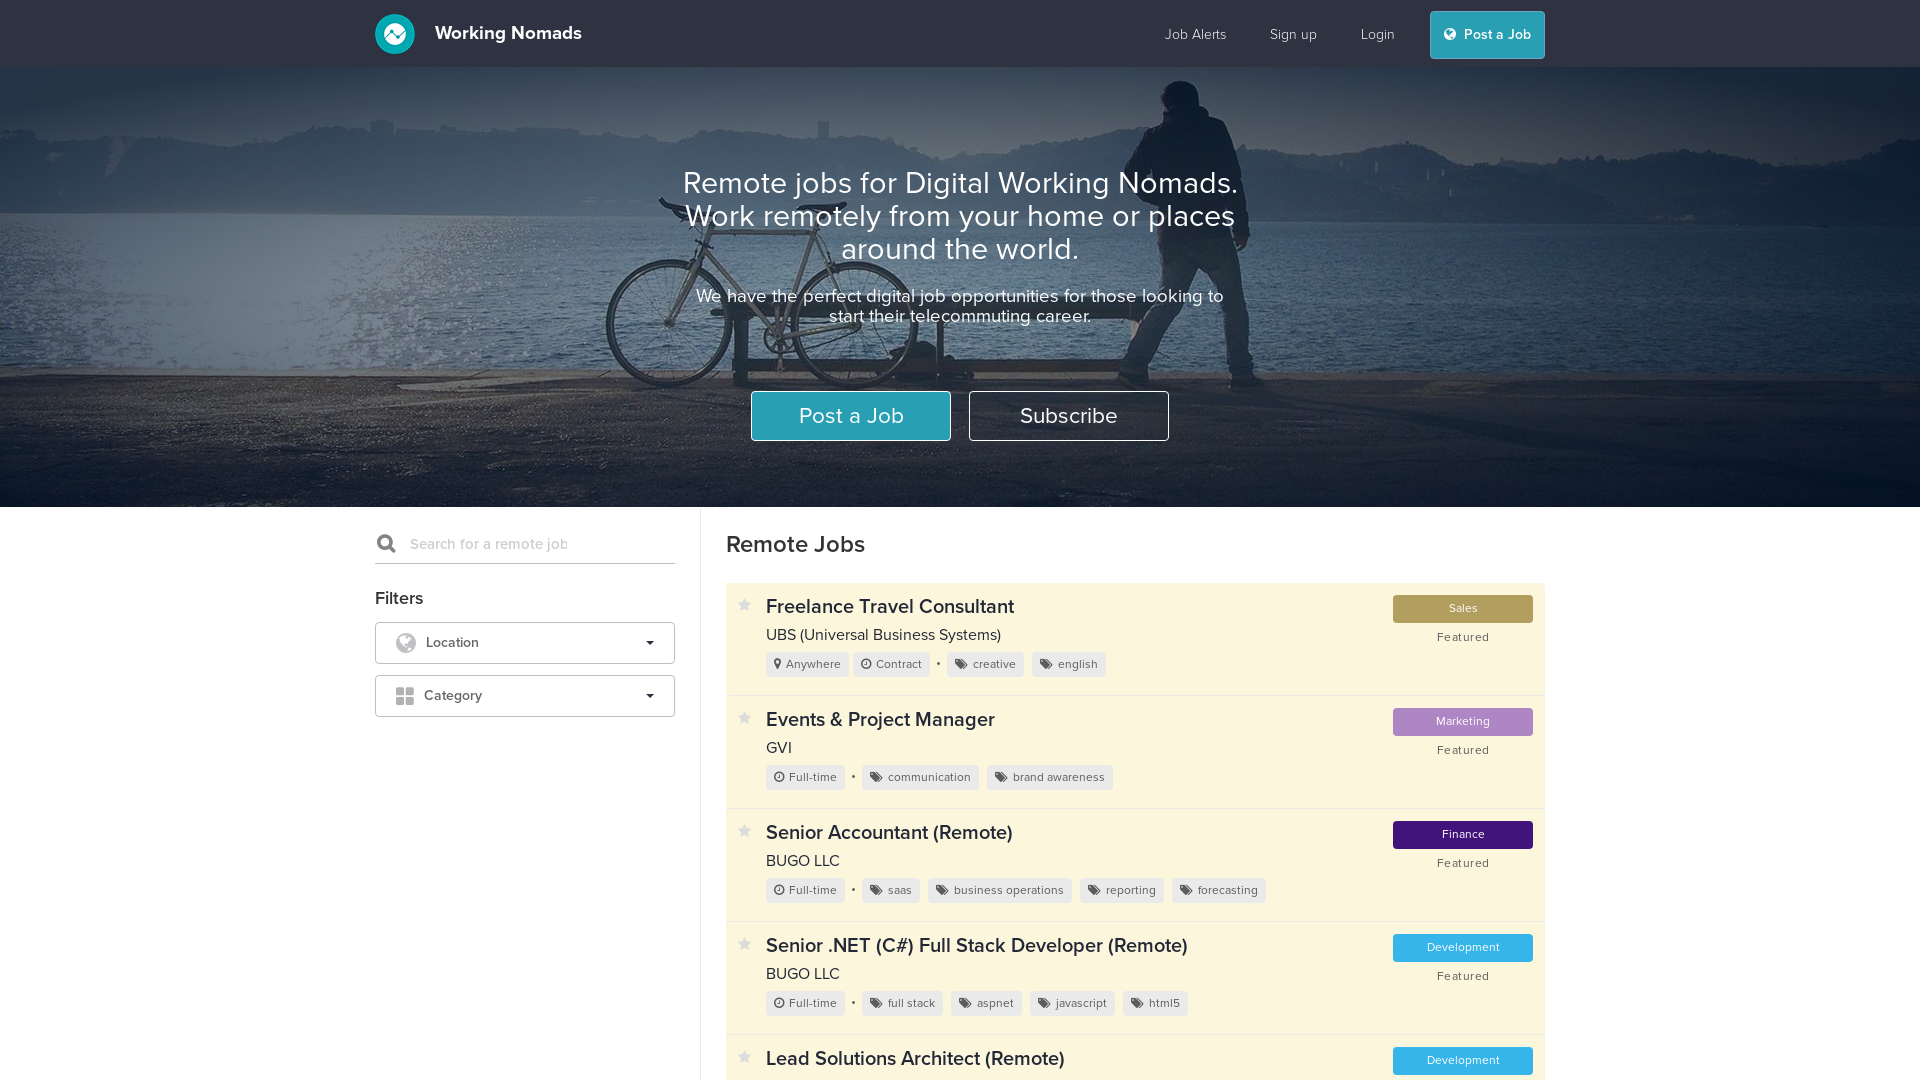 Working Nomads
Job Alerts
Sign up
Login
Post a Job
Remote jobs for Digital Working Nomads.
Work remotely from your home or places
around the world.
We have the perfect digital job opportunities for those looking to
start their telecommuting career.
Post a Job
Subscribe
Search for a remote job
Filters
Location
Category
Remote Jobs
Freelance Travel Consultant
Sales
UBS (Universal Business Systems)
Featured
Anywhere Contract • creative english
Events & Project Manager
Marketing
GVI
Featured
Full-time • communication brand awareness
Senior Accountant (Remote)
Finance
BUGO LLC
Featured
Full-time • saas business operations reporting forecasting
Senior .NET (C#) Full Stack Developer (Remote)
Development
BUGO LLC
Featured
Full-time • full stack aspnet javascript html5
Lead Solutions Architect (Remote)
Development